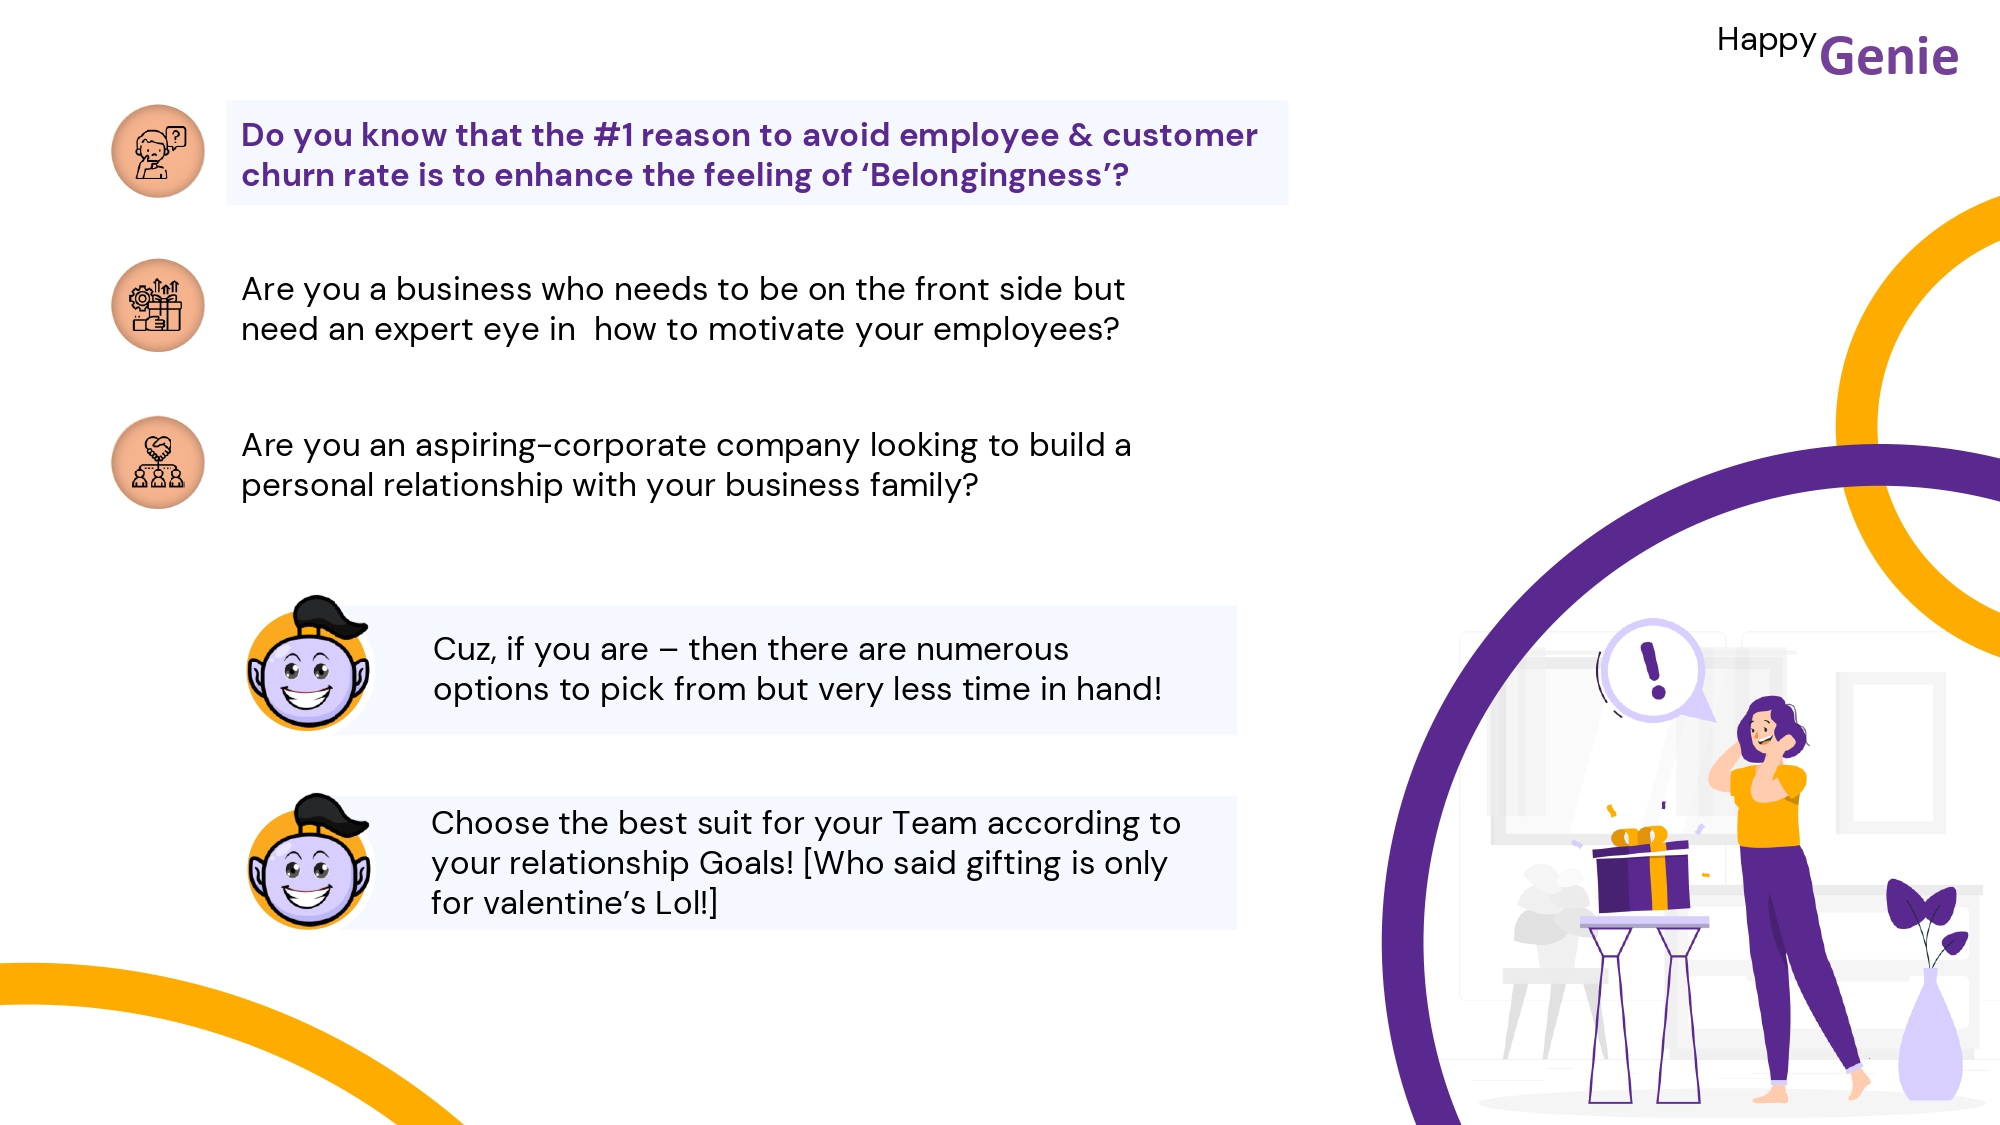 Happy Genie
Do you know that the #1 reason to avoid employee & customer
churn rate is to enhance the feeling of ‘Belongingness’?
Are you a business who needs to be on the front side but
need an expert eye in  how to motivate your employees?
Are you an aspiring-corporate company looking to build a
personal relationship with your business family?
Cuz, if you are – then there are numerous
options to pick from but very less time in hand!
Choose the best suit for your Team according to
your relationship Goals! [Who said gifting is only
for valentine’s Lol!]